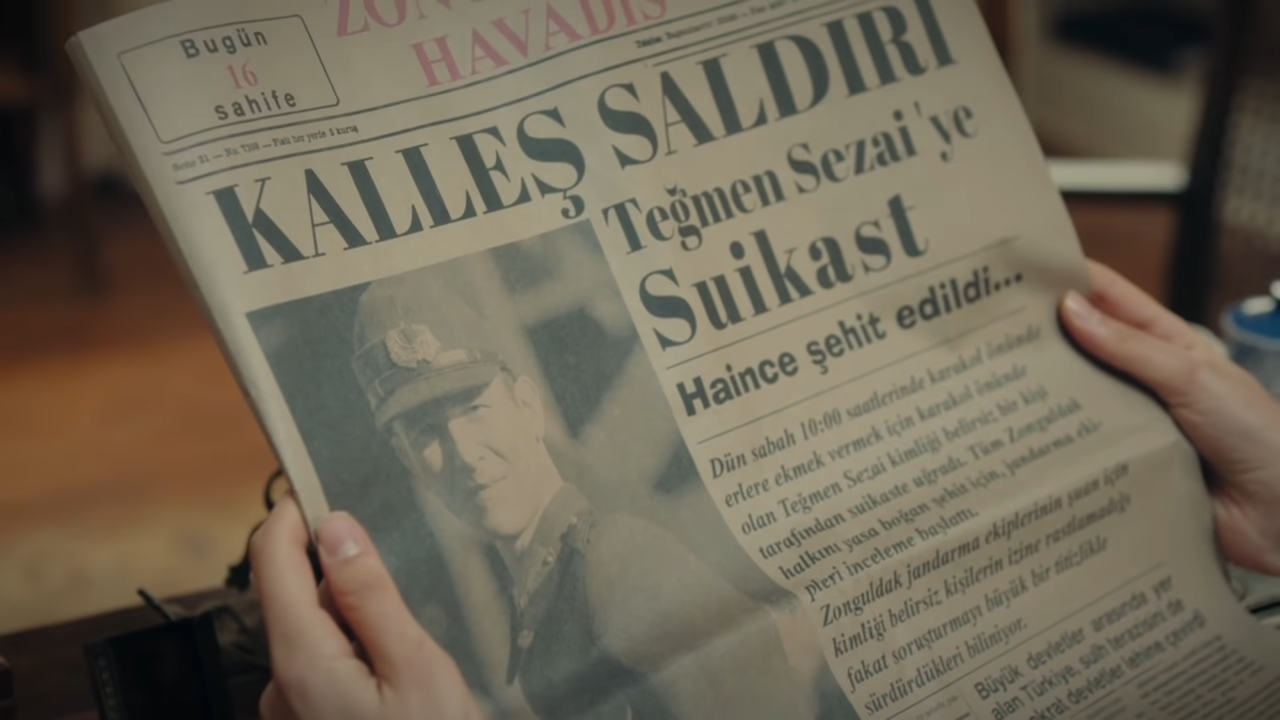 Bugün
16
sahife
HAVADİS
KALLEŞ SALDIRI
Teğmen Sezai'ye
Suikast
Haince şehit edildi...
Dün sabah 10:00 saatlerinde karakol önünde
erlere ekmek vermek için karakol önünde
olan Teğmen Sezai kimliği belirsiz bir kişi
tarafından suikaste uğradı. Tüm Zonguldak
halkını yasa boğan şehit için, jandarma eki-
pleri inceleme başlattı.
Zonguldak jandarma ekiplerinin şuan için
kimliği belirsiz kişilerin izine rastlamadığı
fakat soruşturmayı büyük bir titizlikle
sürdürdükleri biliniyor.
Büyük devletler arasında yer
alan Türkiye, sulh terazisini de
devletler lehine çevirdi